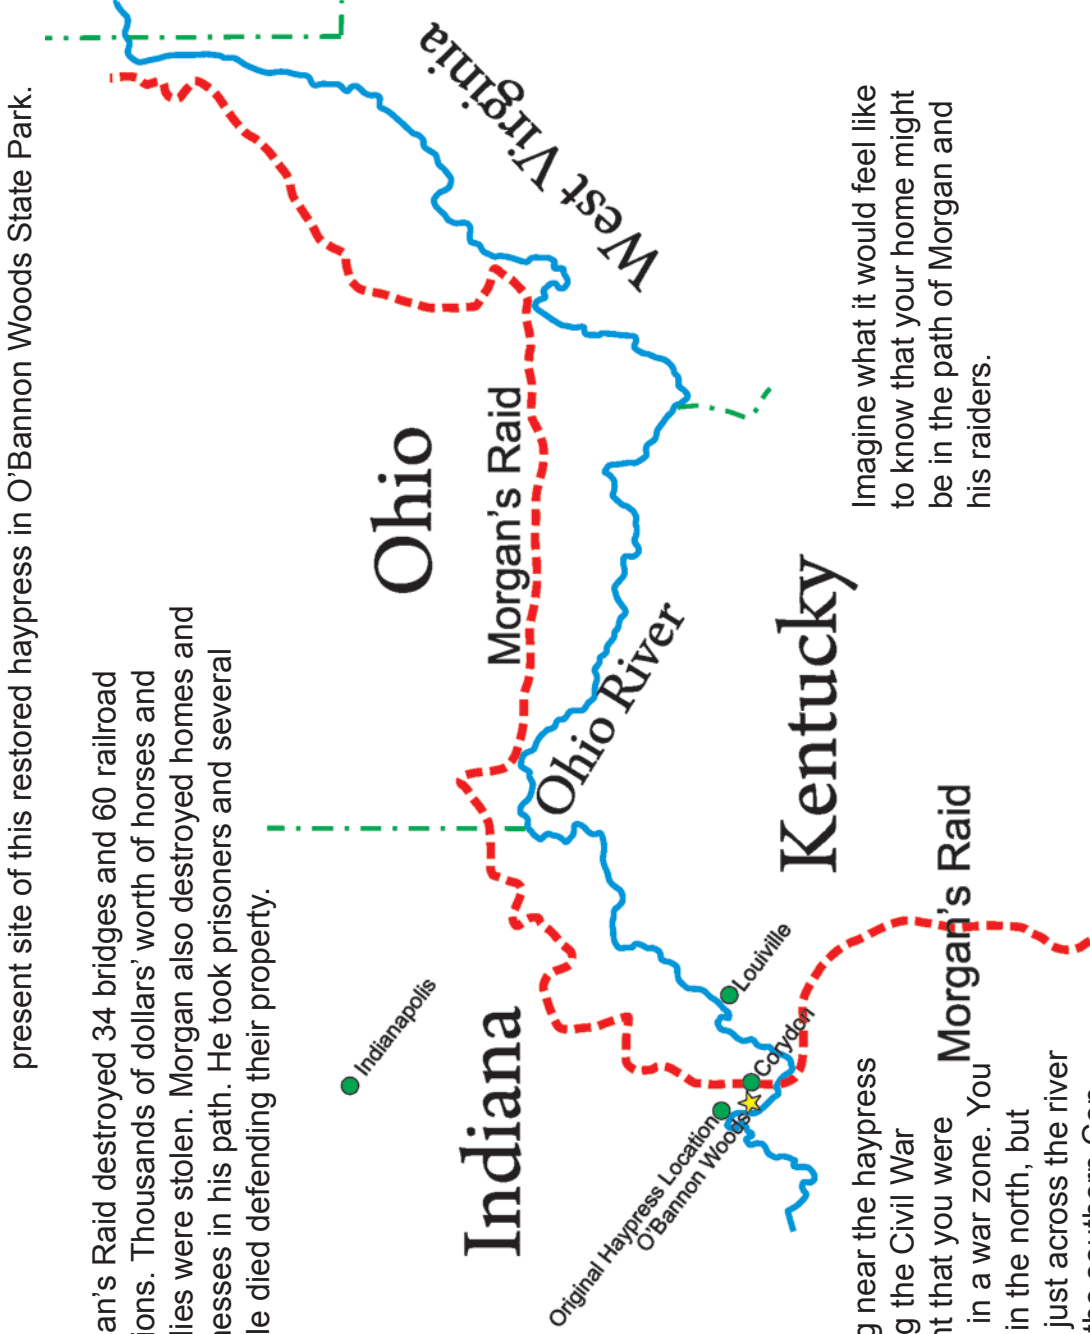 present site of this restored haypress in O'Bannon Woods State Park.
an's Raid destroyed 34 bridges and 60 railroad
ions. Thousands of dollars' worth of horses and
lies were stolen. Morgan also destroyed homes and
nesses in his path. He took prisoners and several
le died defending their property.
Indianapolis
Indiana
Ohio
Morgan's Raid
West Virginia
Ohio River
Kentucky
Louiville
Corydon
Original Haypress Location
O'Bannon Woods
Morgan's Raid
g near the haypress
g the Civil War
nt that you were
in a war zone. You
in the north, but
just across the river
the southern Con
Imagine what it would feel like
to know that your home might
be in the path of Morgan and
his raiders.